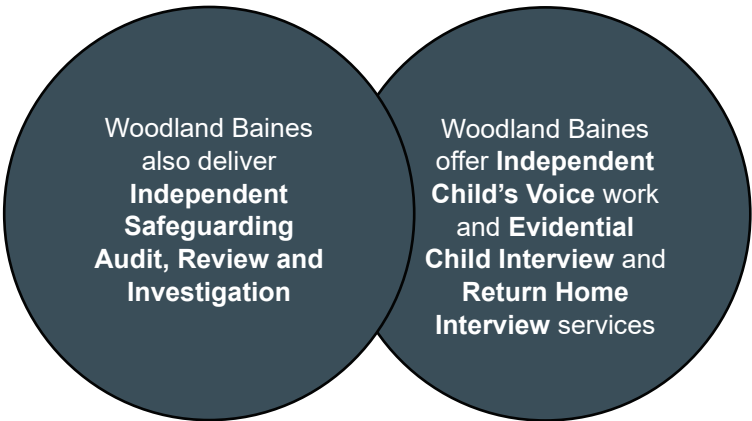 Woodland Baines
also deliver
Independent
Safeguarding
Audit, Review and
Investigation
Woodland Baines
offer Independent
Child's Voice work
and Evidential
Child Interview and
Return Home
Interview services